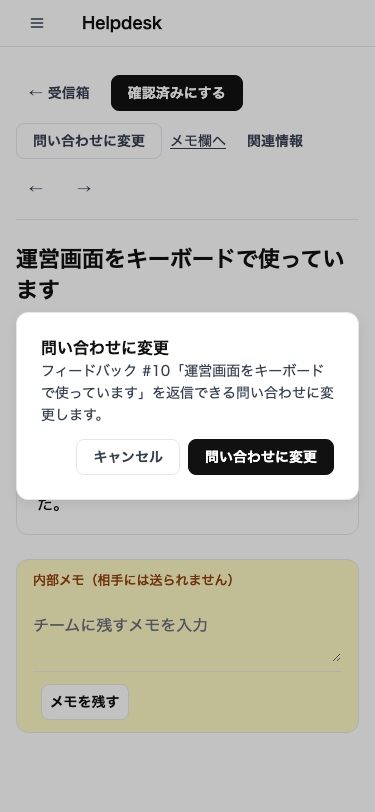 Helpdesk
← 受信箱
確認済みにする
問い合わせに変更
メモ欄へ
関連情報
← →
運営画面をキーボードで使ってい
ます
問い合わせに変更
フィードバック #10「運営画面をキーボード
で使っています」を返信できる問い合わせに変
更します。
キャンセル
問い合わせに変更
た。
内部メモ（相手には送られません）
チームに残すメモを入力
メモを残す